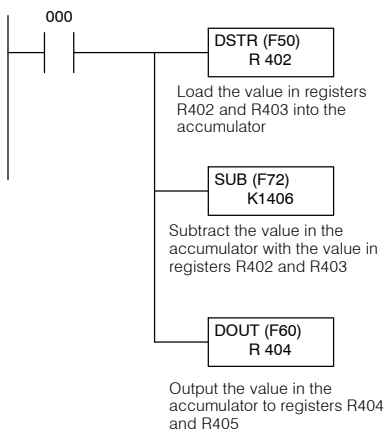 000
DSTR (F50)
R 402
Load the value in registers
R402 and R403 into the
accumulator
SUB (F72)
K1406
Subtract the value in the
accumulator with the value in
registers R402 and R403
DOUT (F60)
R 404
Output the value in the
accumulator to registers R404
and R405